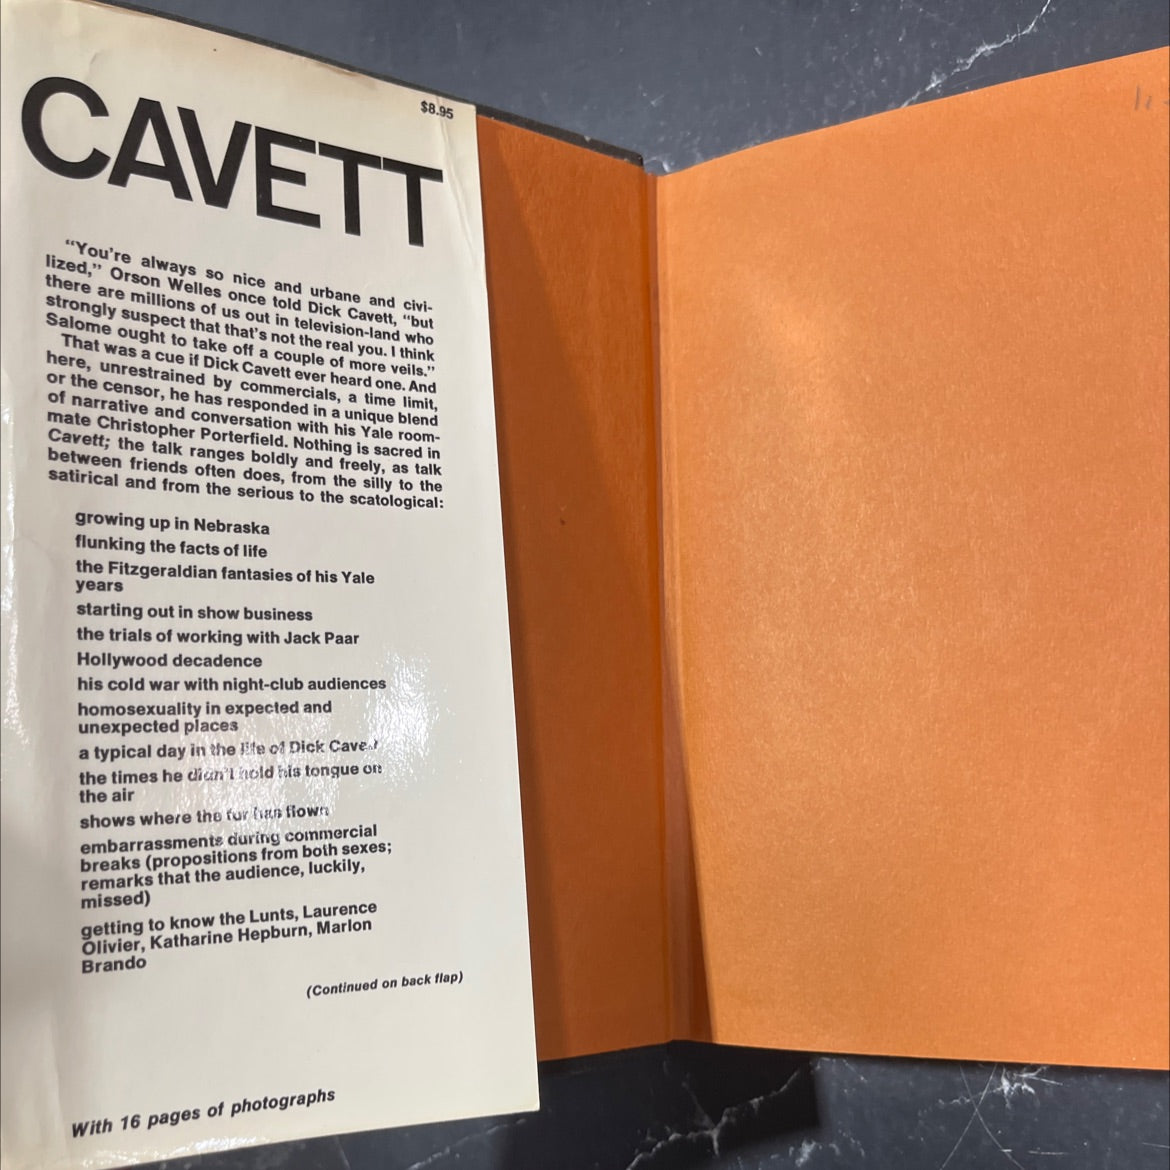 $8.95
CAVETT
“You’re always so nice and urbane and civi-
lized,” Orson Welles once told Dick Cavett, “but
there are millions of us out in television-land who
strongly suspect that that’s not the real you. I think
Salome ought to take off a couple of more veils.”
That was a cue if Dick Cavett ever heard one. And
here, unrestrained by commercials, a time limit,
or the censor, he has responded in a unique blend
of narrative and conversation with his Yale room-
mate Christopher Porterfield. Nothing is sacred in
Cavett; the talk ranges boldly and freely, as talk
between friends often does, from the silly to the
satirical and from the serious to the scatological:
growing up in Nebraska
flunking the facts of life
the Fitzgeraldian fantasies of his Yale
years
starting out in show business
the trials of working with Jack Paar
Hollywood decadence
his cold war with night-club audiences
homosexuality in expected and
unexpected places
a typical day in the life of Dick Cavett
the times he didn’t hold his tongue on
the air
shows where the fur has flown
embarrassments during commercial
breaks (propositions from both sexes;
remarks that the audience, luckily,
missed)
getting to know the Lunts, Laurence
Olivier, Katharine Hepburn, Marlon
Brando
(Continued on back flap)
With 16 pages of photographs